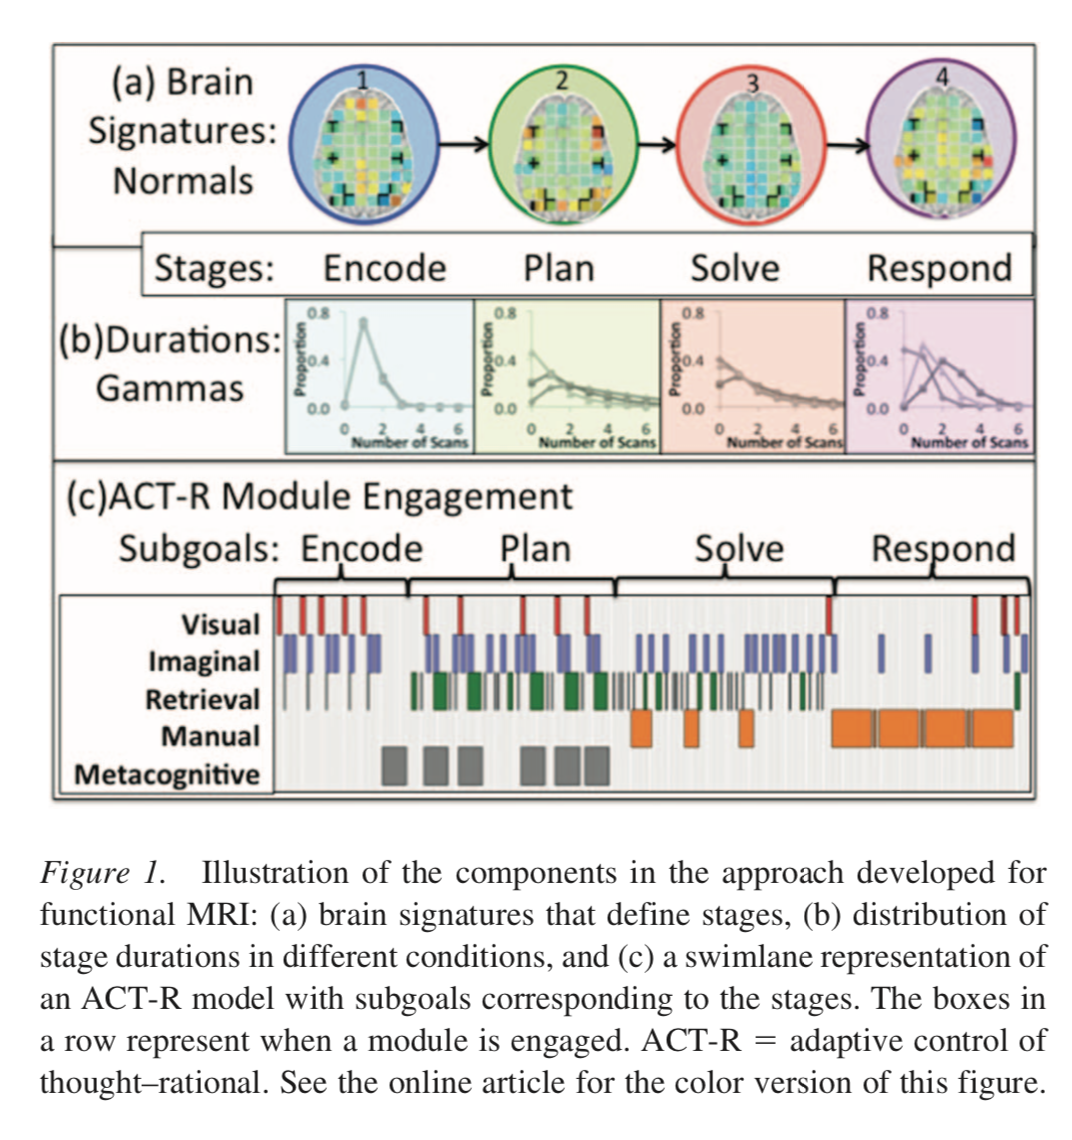 (a) Brain
Signatures:
Normals
1
2
3
4
Stages: Encode Plan Solve Respond
(b)Durations:
Gammas
Proportion
0.8
0.4
0.0
0 2 4 6
Number of Scans
Proportion
0.8
0.4
0.0
0 2 4 6
Number of Scans
Proportion
0.8
0.4
0.0
0 2 4 6
Number of Scans
Proportion
0.8
0.4
0.0
0 2 4 6
Number of Scans
(c)ACT-R Module Engagement
Subgoals: Encode Plan Solve Respond
Visual
Imaginal
Retrieval
Manual
Metacognitive
Figure 1. Illustration of the components in the approach developed for
functional MRI: (a) brain signatures that define stages, (b) distribution of
stage durations in different conditions, and (c) a swimlane representation of
an ACT-R model with subgoals corresponding to the stages. The boxes in
a row represent when a module is engaged. ACT-R = adaptive control of
thought–rational. See the online article for the color version of this figure.